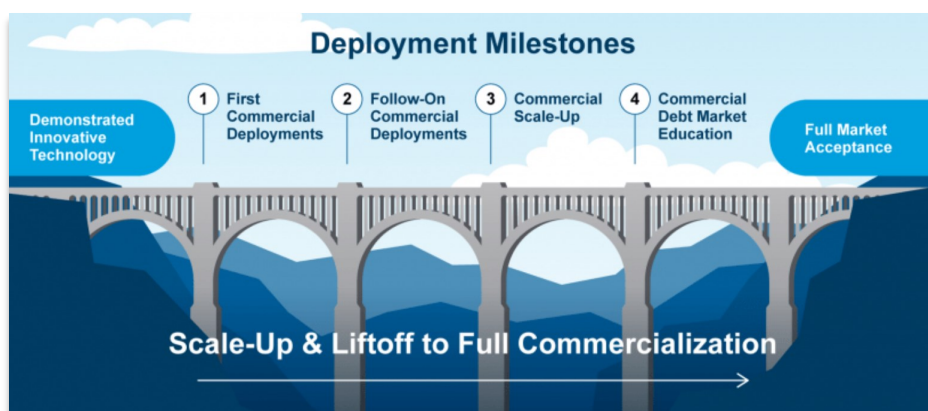 Deployment Milestones
Demonstrated
Innovative
Technology
1
First
Commercial
Deployments
2
Follow-On
Commercial
Deployments
3
Commercial
Scale-Up
4
Commercial
Debt Market
Education
Full Market
Acceptance
Scale-Up & Liftoff to Full Commercialization